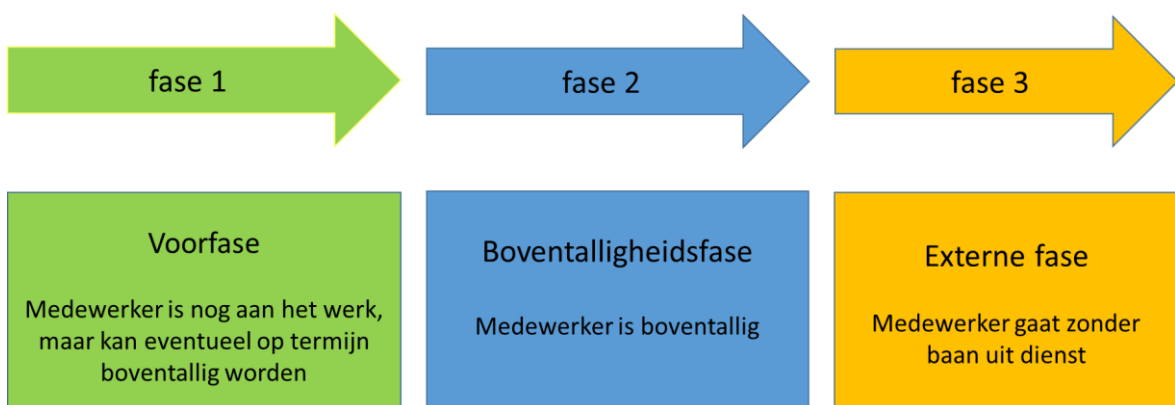 fase 1
fase 2
fase 3
Voorfase
Medewerker is nog aan het werk,
maar kan eventueel op termijn
boventallig worden
Boventalligheidsfase
Medewerker is boventallig
Externe fase
Medewerker gaat zonder
baan uit dienst